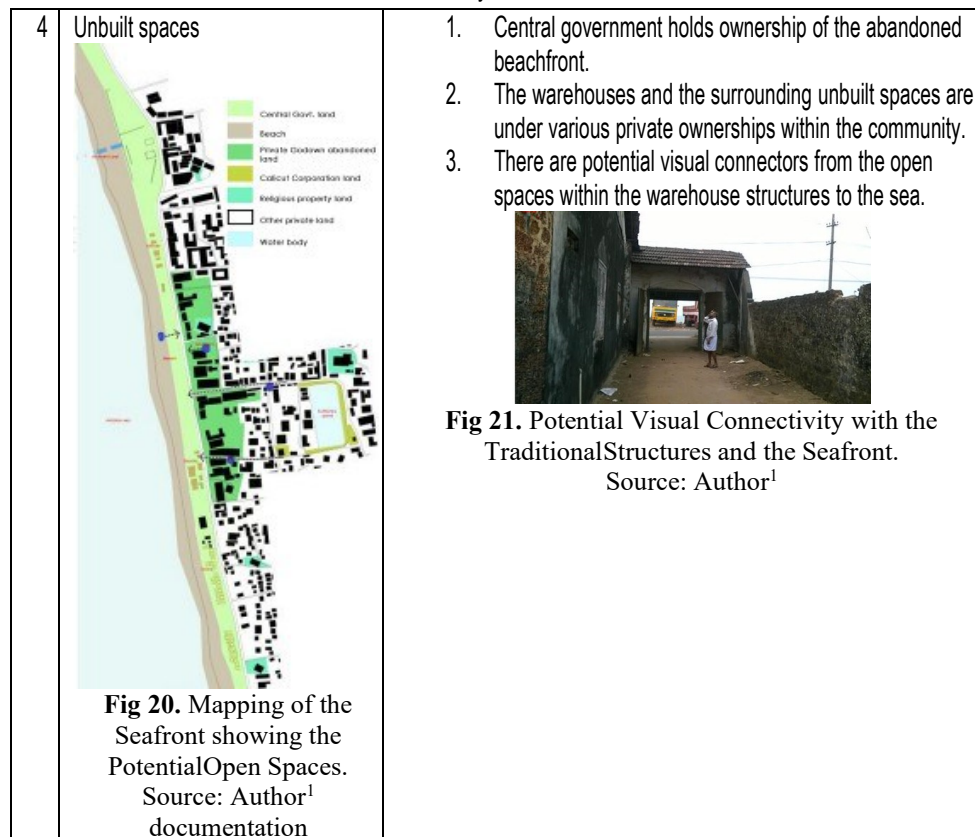 4
Unbuilt spaces
Central Govt. land
Beach
Private Godown abandoned
land
Calicut Corporation land
Religious property land
Other private land
Water body
Fig 20. Mapping of the
Seafront showing the
PotentialOpen Spaces.
Source: Author1
documentation
1. Central government holds ownership of the abandoned
beachfront.
2. The warehouses and the surrounding unbuilt spaces are
under various private ownerships within the community.
3. There are potential visual connectors from the open
spaces within the warehouse structures to the sea.
Fig 21. Potential Visual Connectivity with the
TraditionalStructures and the Seafront.
Source: Author1